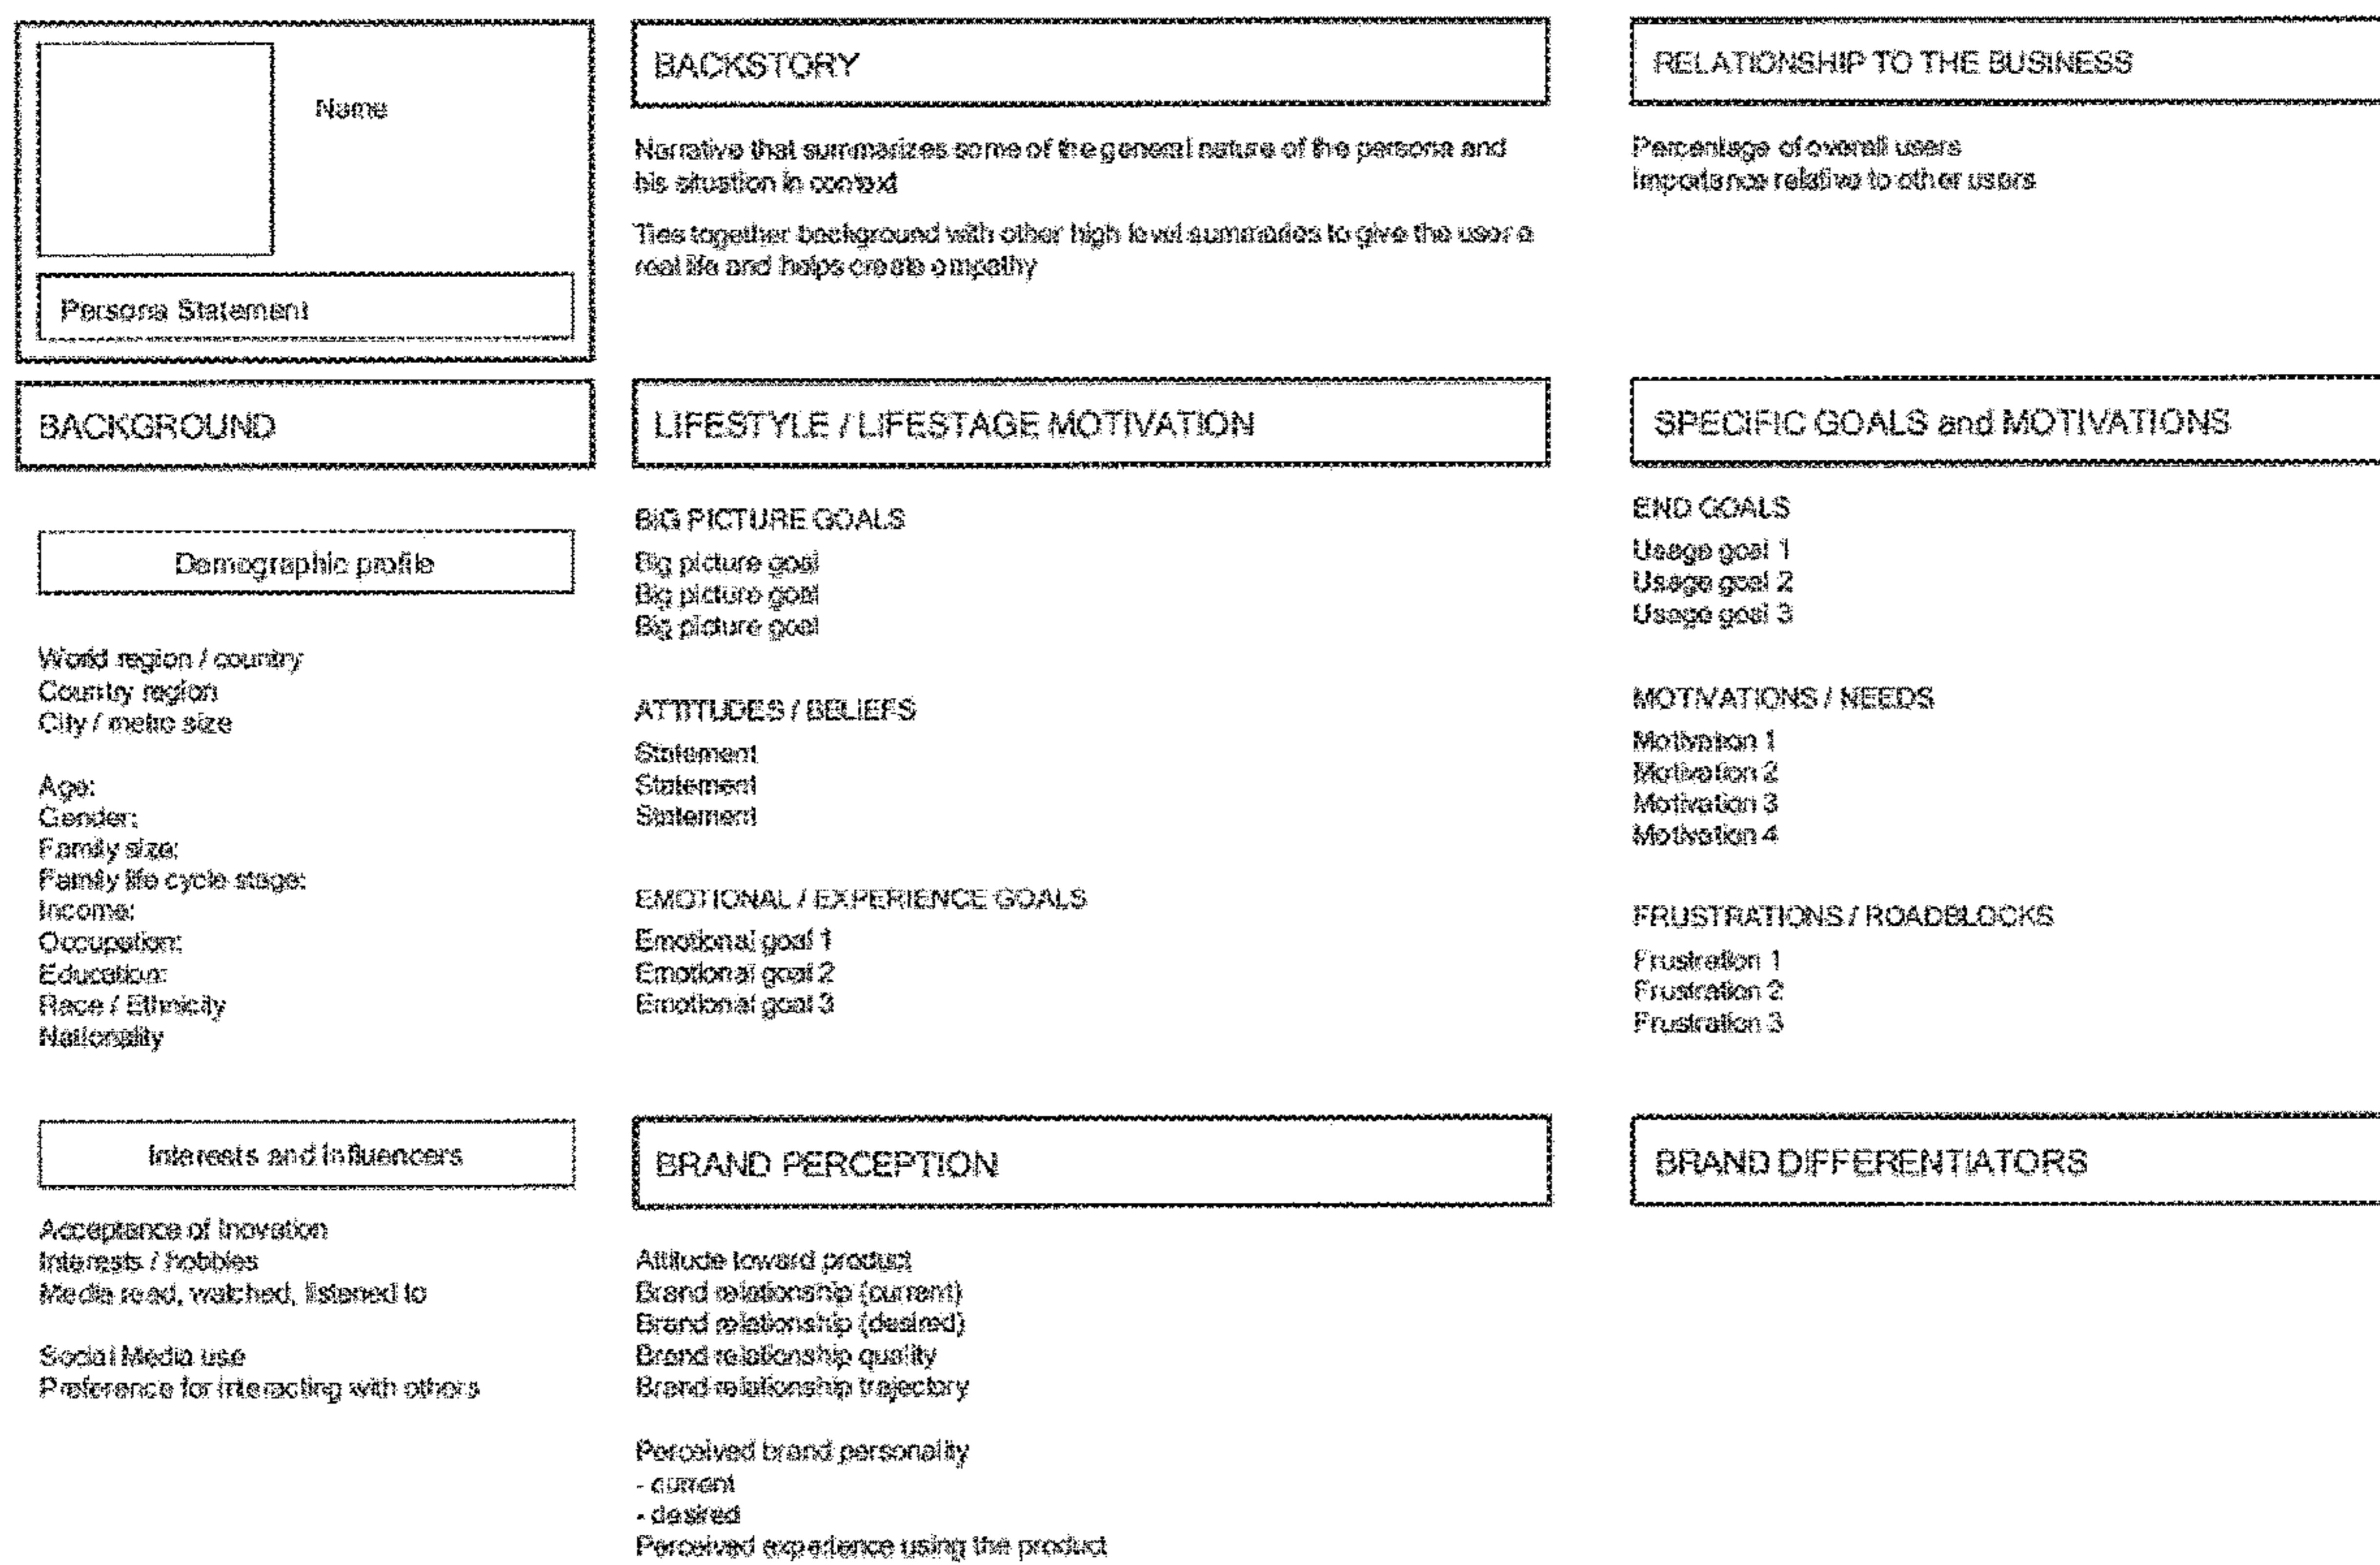 Name
Persona Statement
BACKSTORY
Narrative that summarizes some of the general nature of the persona and
his situation in context
Ties together background with other high level summaries to give the user a
real life and helps create empathy
RELATIONSHIP TO THE BUSINESS
Percentage of overall users
Importance relative to other users
BACKGROUND
Demographic profile
World region / country
Country region
City / metro size
Age:
Gender:
Family size:
Family life cycle stage:
Income:
Occupation:
Education:
Race / Ethnicity
Nationality
Interests and Influencers
Acceptance of Inovation
Interests / hobbies
Media read, watched, listened to
Social Media use
Preference for interacting with others
LIFESTYLE / LIFESTAGE MOTIVATION
BIG PICTURE GOALS
Big picture goal
Big picture goal
Big picture goal
ATTITUDES / BELIEFS
Statement
Statement
Statement
EMOTIONAL / EXPERIENCE GOALS
Emotional goal 1
Emotional goal 2
Emotional goal 3
BRAND PERCEPTION
Attitude toward product
Brand relationship (current)
Brand relationship (desired)
Brand relationship quality
Brand relationship trajectory
Perceived brand personality
- current
- desired
Perceived experience using the product
SPECIFIC GOALS and MOTIVATIONS
END GOALS
Usage goal 1
Usage goal 2
Usage goal 3
MOTIVATIONS / NEEDS
Motivation 1
Motivation 2
Motivation 3
Motivation 4
FRUSTRATIONS / ROADBLOCKS
Frustration 1
Frustration 2
Frustration 3
BRAND DIFFERENTIATORS